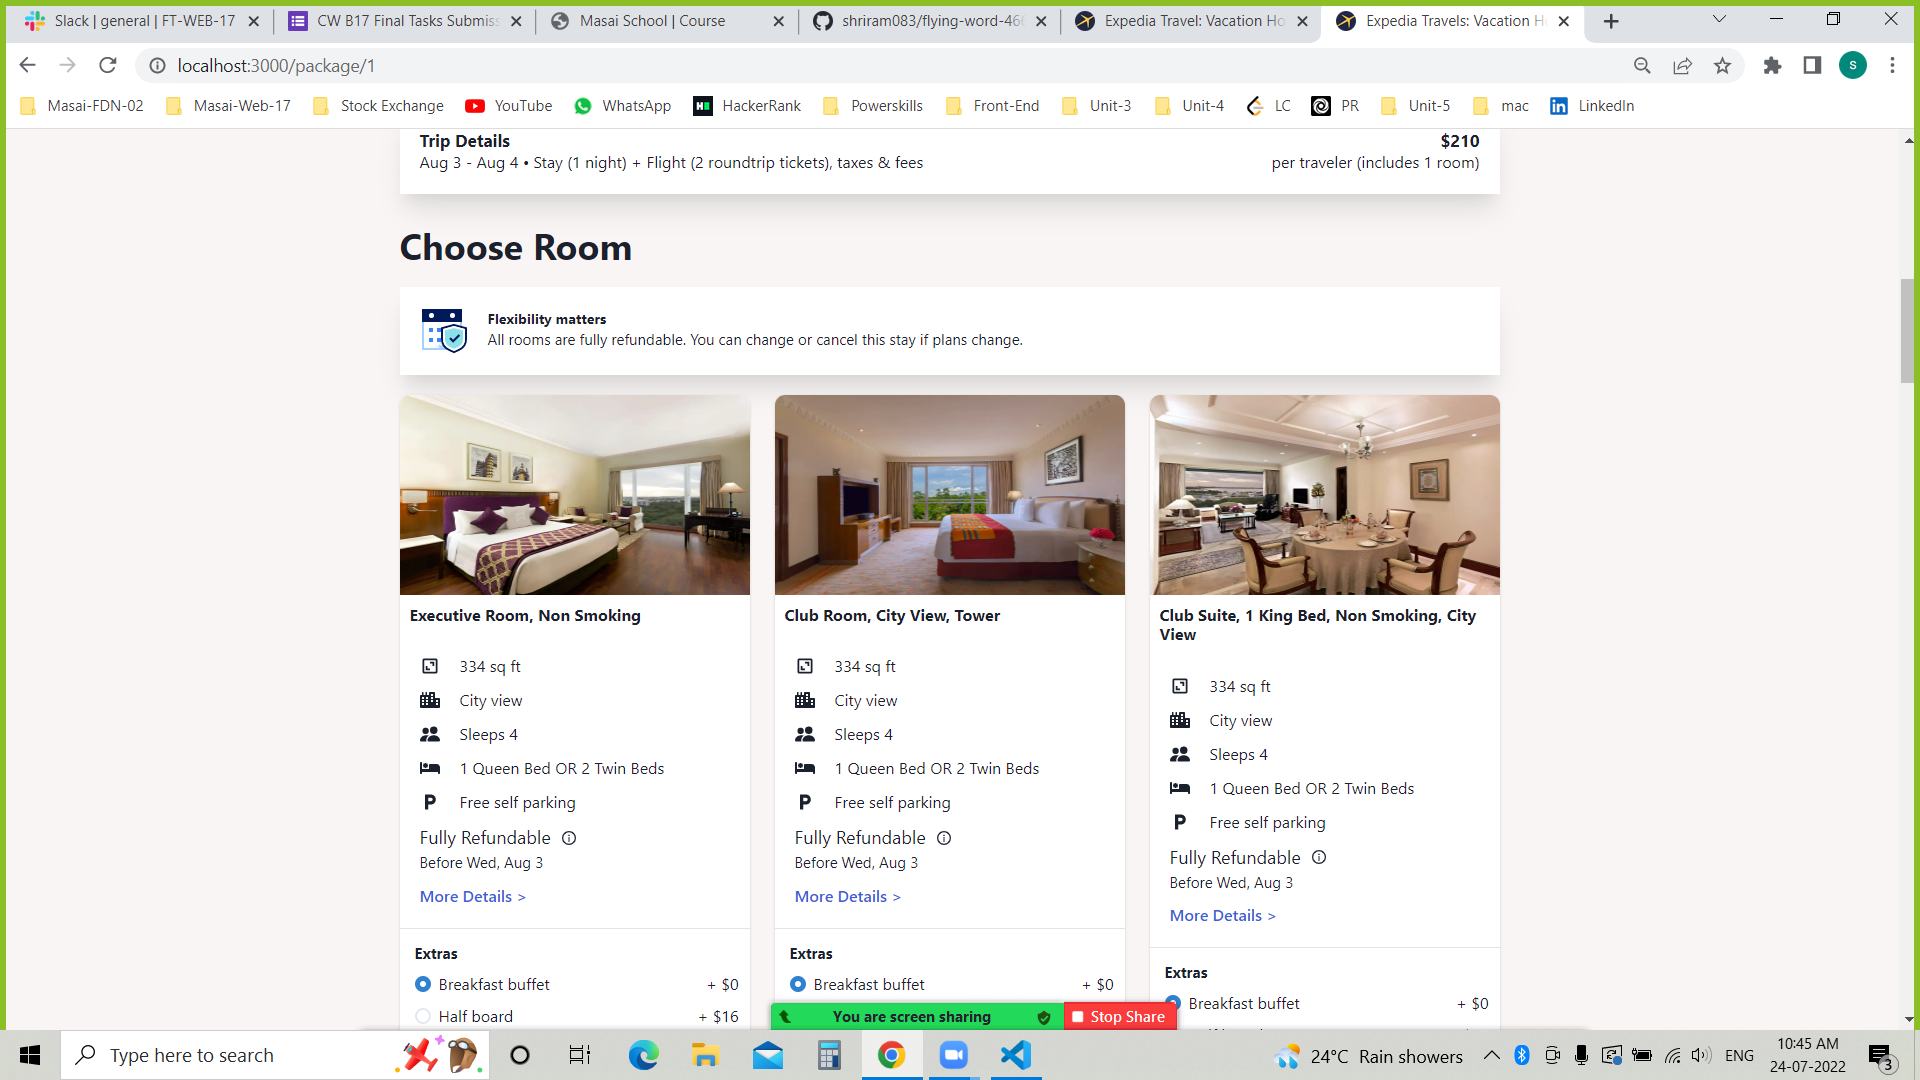 Slack | general | FT-WEB-17
CW B17 Final Tasks Submiss
Masai School | Course
shriram083/flying-word-466
Expedia Travel: Vacation Ho
Expedia Travels: Vacation H
localhost:3000/package/1
s
Masai-FDN-02
Masai-Web-17
Stock Exchange
YouTube
WhatsApp
HackerRank
Powerskills
Front-End
Unit-3
Unit-4
LC
PR
Unit-5
mac
LinkedIn
Trip Details
$210
Aug 3 - Aug 4 • Stay (1 night) + Flight (2 roundtrip tickets), taxes & fees
per traveler (includes 1 room)
Choose Room
Flexibility matters
All rooms are fully refundable. You can change or cancel this stay if plans change.
Executive Room, Non Smoking
334 sq ft
City view
Sleeps 4
1 Queen Bed OR 2 Twin Beds
P Free self parking
Fully Refundable
Before Wed, Aug 3
More Details >
Extras
Breakfast buffet + $0
Half board + $16
Club Room, City View, Tower
334 sq ft
City view
Sleeps 4
1 Queen Bed OR 2 Twin Beds
P Free self parking
Fully Refundable
Before Wed, Aug 3
More Details >
Extras
Breakfast buffet + $0
Club Suite, 1 King Bed, Non Smoking, City
View
334 sq ft
City view
Sleeps 4
1 Queen Bed OR 2 Twin Beds
P Free self parking
Fully Refundable
Before Wed, Aug 3
More Details >
Extras
Breakfast buffet + $0
You are screen sharing
Stop Share
Type here to search
24°C Rain showers
ENG
10:45 AM
24-07-2022
3